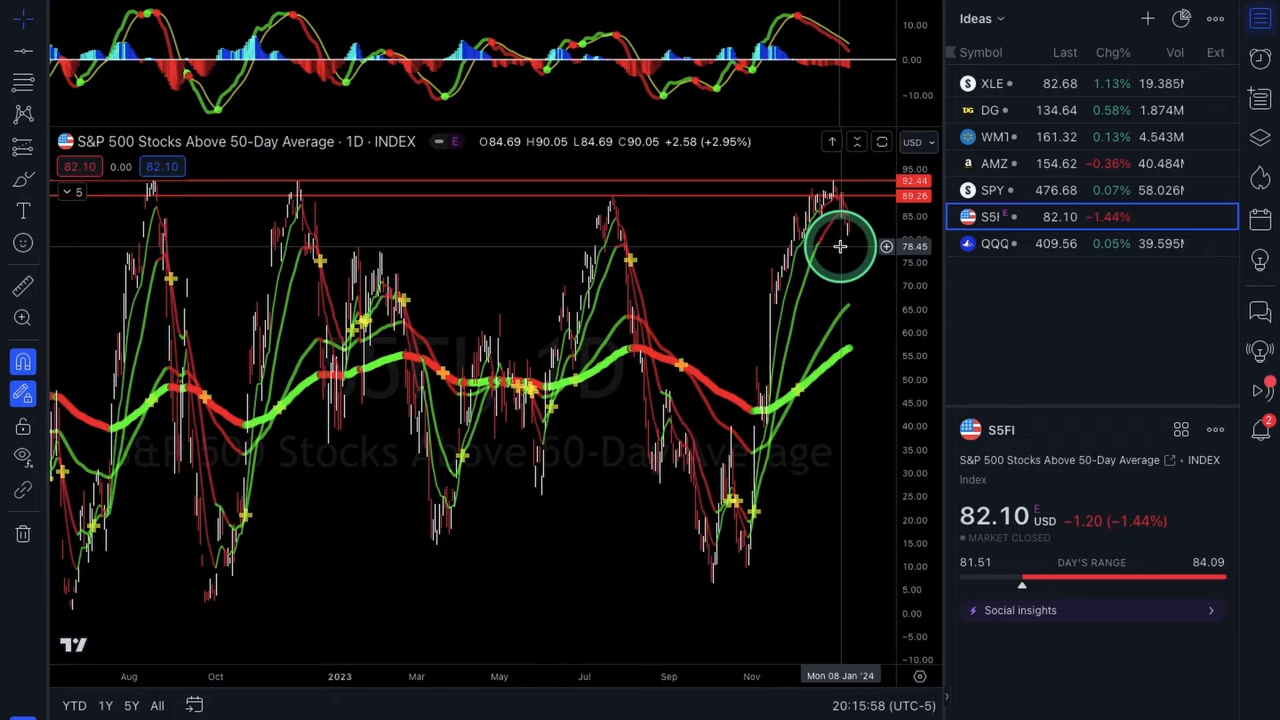 10.00
0.00
−10.00
S&P 500 Stocks Above 50-Day Average · 1D · INDEX
E
O84.69 H90.05 L84.69 C90.05 +2.58 (+2.95%)
USD
82.10 0.00 82.10
5
95.00
92.44
89.26
85.00
78.45
75.00
70.00
65.00
60.00
55.00
50.00
45.00
40.00
35.00
30.00
25.00
20.00
15.00
10.00
5.00
0.00
−5.00
−10.00
S&P 500 Stocks Above 50-Day Average
Aug Oct 2023 Mar May Jul Sep Nov Mon 08 Jan '24
YTD 1Y 5Y All
20:15:58 (UTC-5)
Ideas
Symbol Last Chg% Vol Ext
XLE 82.68 1.13% 19.385M
DG 134.64 0.58% 1.874M
WMT 161.32 0.13% 4.543M
AMZ 154.62 −0.36% 40.484M
SPY 476.68 0.07% 58.026M
S5I E 82.10 −1.44%
QQQ 409.56 0.05% 39.595M
S5FI
S&P 500 Stocks Above 50-Day Average • INDEX
Index
82.10 E USD −1.20 (−1.44%)
MARKET CLOSED
81.51 DAY'S RANGE 84.09
Social insights
2